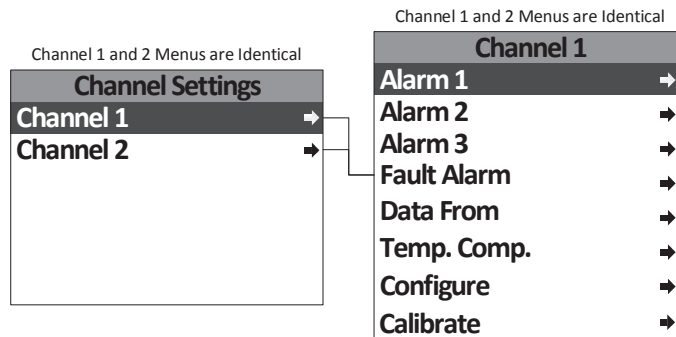 Channel 1 and 2 Menus are Identical
Channel Settings
Channel 1
Channel 2
Channel 1 and 2 Menus are Identical
Channel 1
Alarm 1
Alarm 2
Alarm 3
Fault Alarm
Data From
Temp. Comp.
Configure
Calibrate